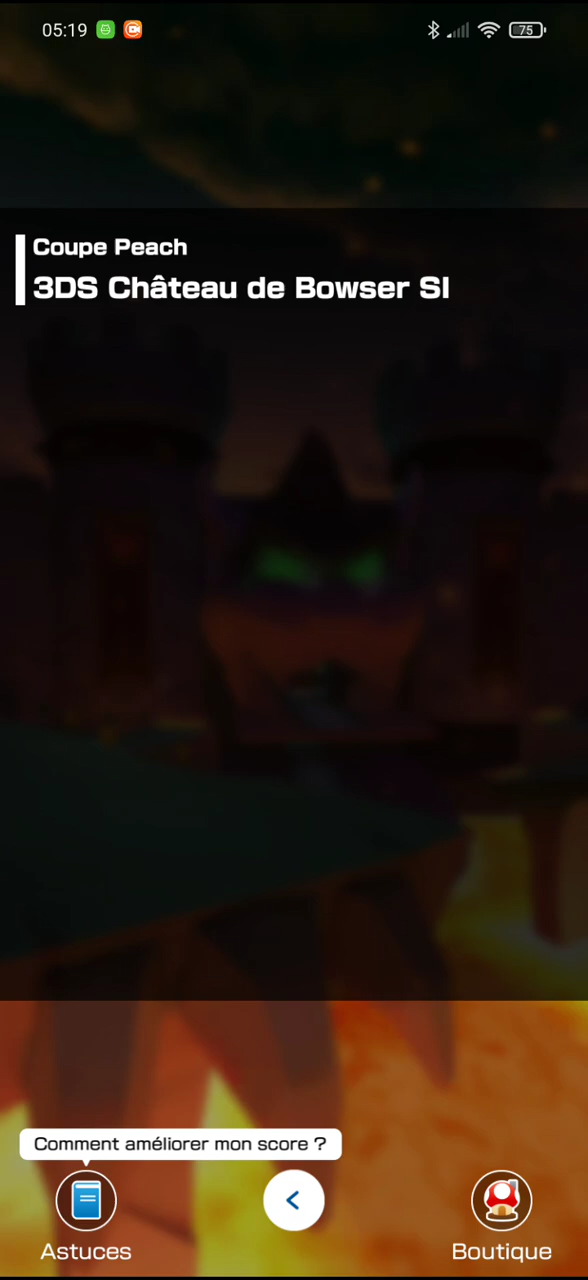 05:19
75
Coupe Peach
3DS Château de Bowser SI
Comment améliorer mon score ?
Astuces
Boutique